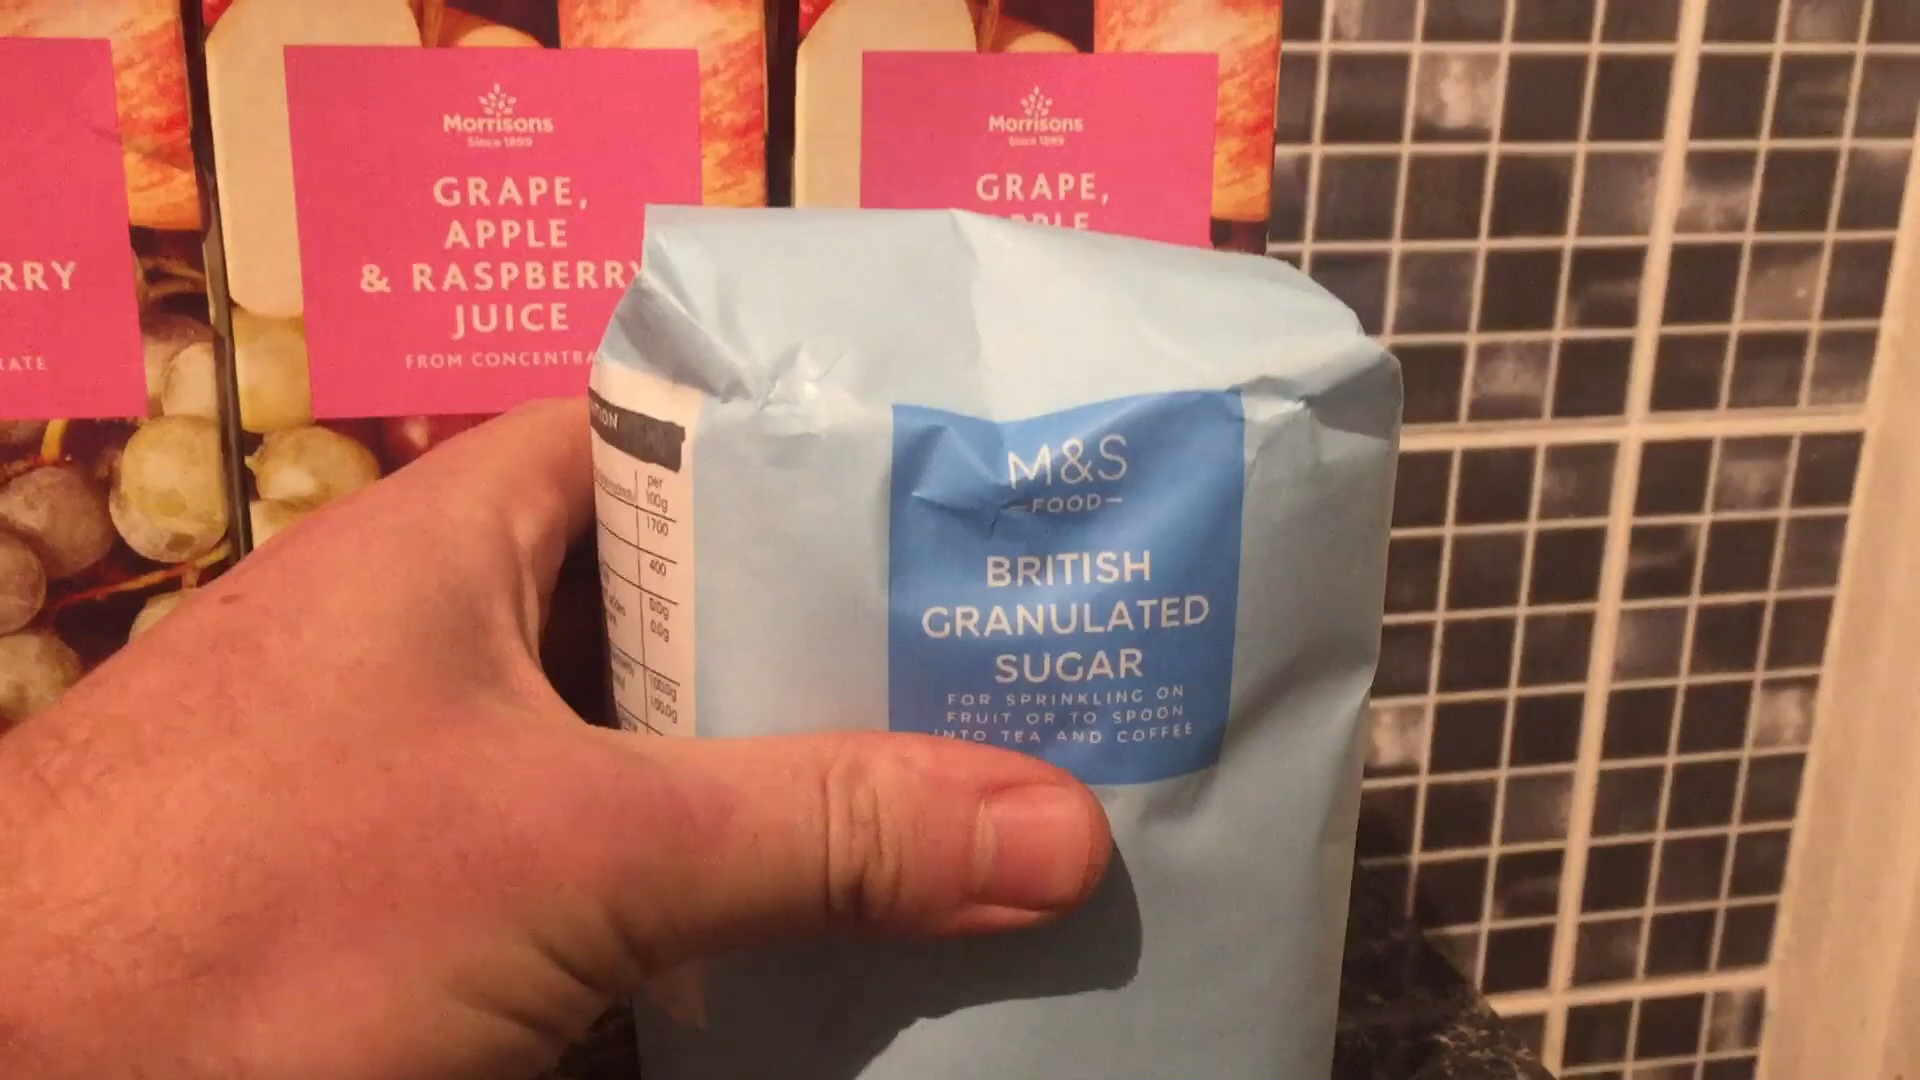 RRY
RATE
Morrisons
Since 1899
GRAPE,
APPLE
& RASPBERRY
JUICE
FROM CONCENTRA
Morrisons
Since 1899
GRAPE,
APPLE
M&S
FOOD
BRITISH
GRANULATED
SUGAR
FOR SPRINKLING ON
FRUIT OR TO SPOON
INTO TEA AND COFFEE
per
100g
1700
400
0.0g
0.0g
100.0g
100.0g